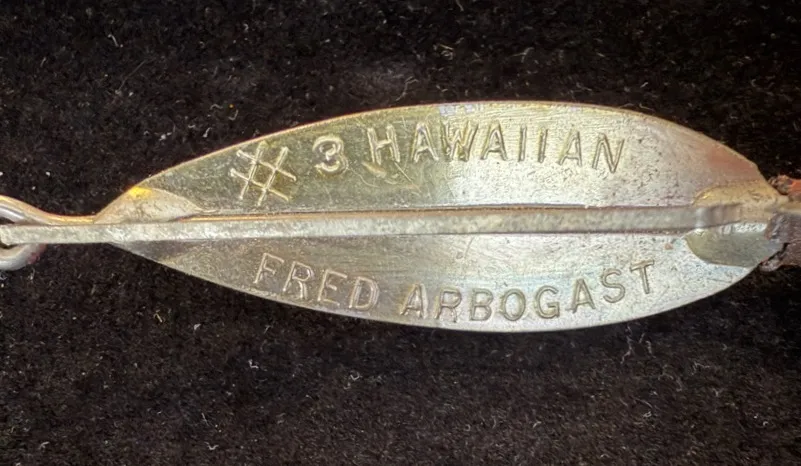 # 3 HAWAIIAN
FRED ARBOGAST